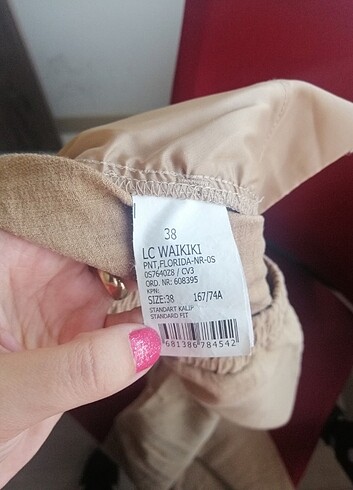 38
LC WAIKIKI
PNT,FLORIDA-NR-0S
0S7640Z8 / CV3
ORD. NR: 608395
KPN:
SIZE:38 167/74A
STANDART KALIP
STANDARD FIT
681386784542